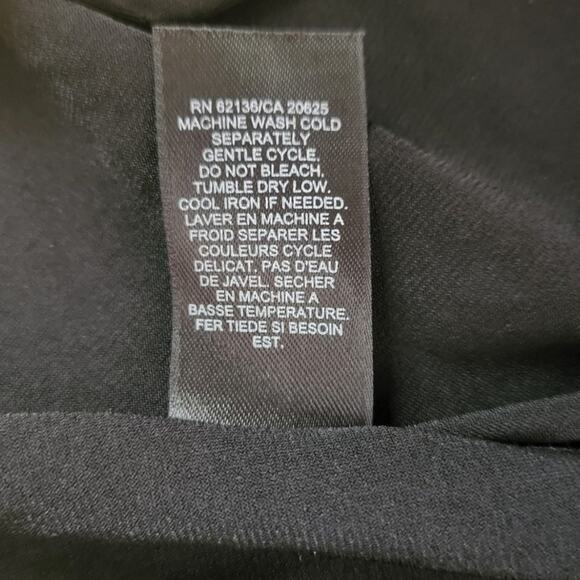 RN 62136/CA 20625
MACHINE WASH COLD
SEPARATELY
GENTLE CYCLE.
DO NOT BLEACH.
TUMBLE DRY LOW.
COOL IRON IF NEEDED.
LAVER EN MACHINE A
FROID SEPARER LES
COULEURS CYCLE
DELICAT. PAS D'EAU
DE JAVEL. SECHER
EN MACHINE A
BASSE TEMPERATURE.
FER TIEDE SI BESOIN
EST.